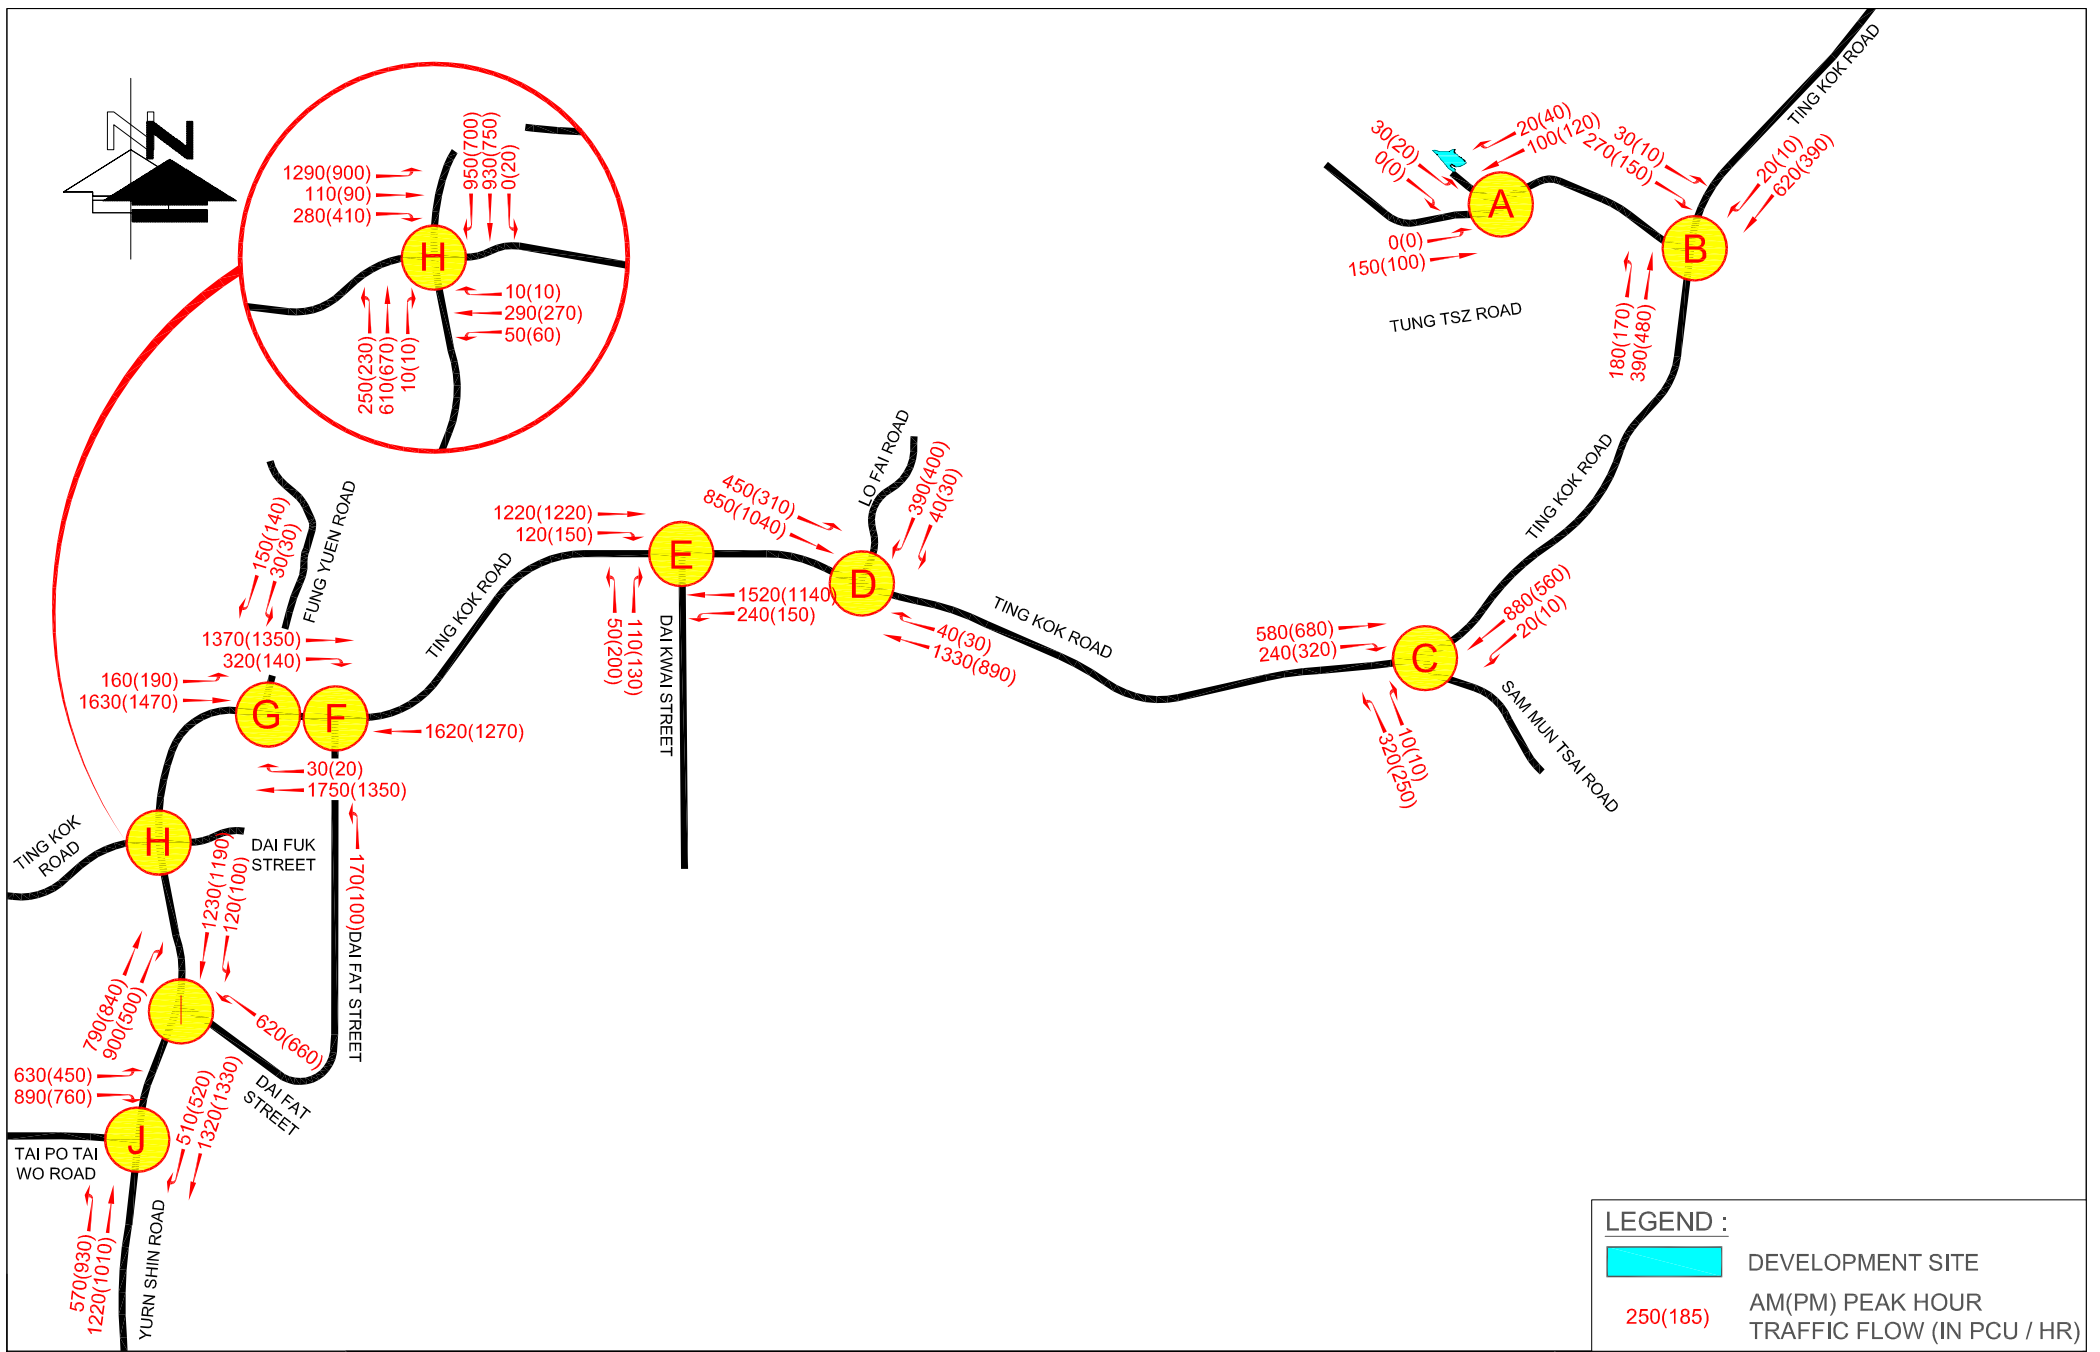 N
1290(900)
110(90)
280(410)
950(700)
930(750)
0(20)
H
10(10)
290(270)
50(60)
250(230)
610(670)
10(10)
TING KOK ROAD
30(20)
0(0)
20(40)
100(120)
A
0(0)
150(100)
TUNG TSZ ROAD
30(10)
270(150)
20(10)
620(390)
B
180(170)
390(480)
TING KOK ROAD
880(560)
20(10)
580(680)
240(320)
C
10(10)
320(250)
SAM MUN TSAI ROAD
TING KOK ROAD
LO FAI ROAD
390(400)
40(30)
450(310)
850(1040)
D
40(30)
1330(890)
1220(1220)
120(150)
E
1520(1140)
240(150)
50(200)
110(130)
DAI KWAI STREET
TING KOK ROAD
FUNG YUEN ROAD
150(140)
30(30)
1370(1350)
320(140)
160(190)
1630(1470)
G
F
1620(1270)
30(20)
1750(1350)
170(100)
DAI FAT STREET
TING KOK
ROAD
H
DAI FUK
STREET
1230(1190)
120(100)
790(840)
900(500)
I
620(660)
DAI FAT
STREET
630(450)
890(760)
J
510(520)
1320(1330)
TAI PO TAI
WO ROAD
570(930)
1220(1010)
YURN SHIN ROAD
LEGEND :
DEVELOPMENT SITE
250(185)
AM(PM) PEAK HOUR
TRAFFIC FLOW (IN PCU / HR)